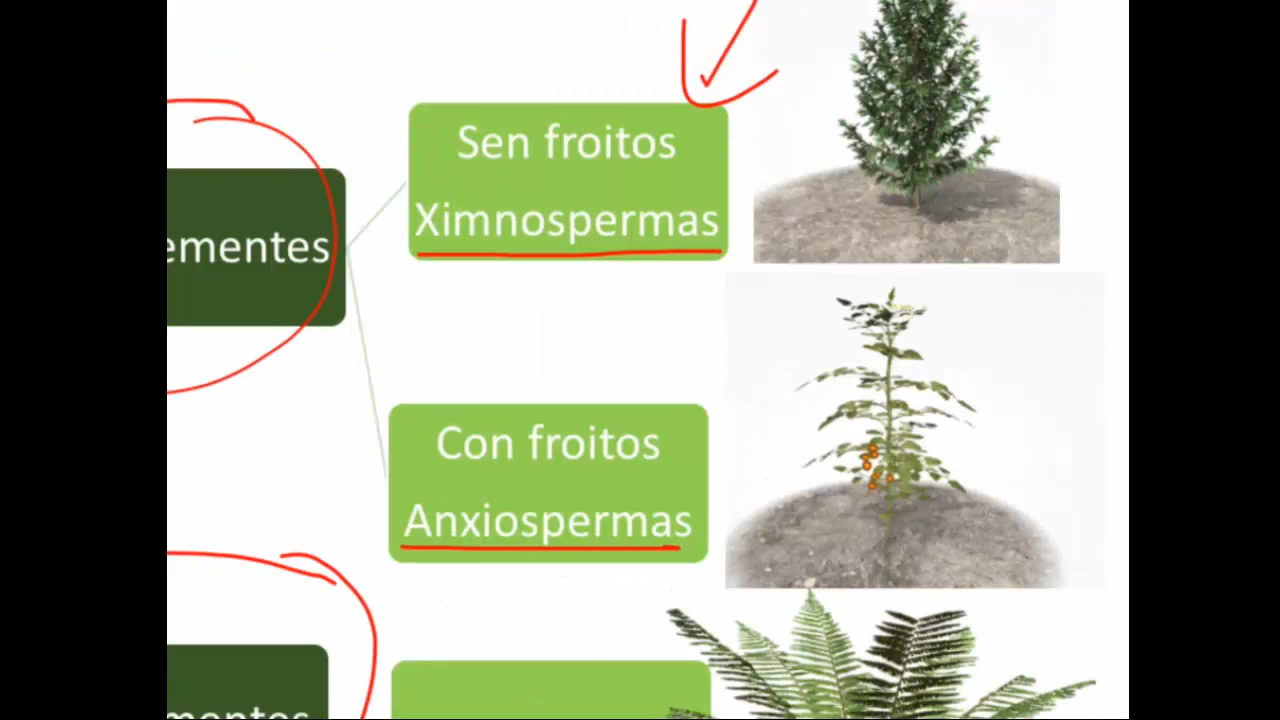 Sen froitos
Ximnospermas
ementes
Con froitos
Anxiospermas